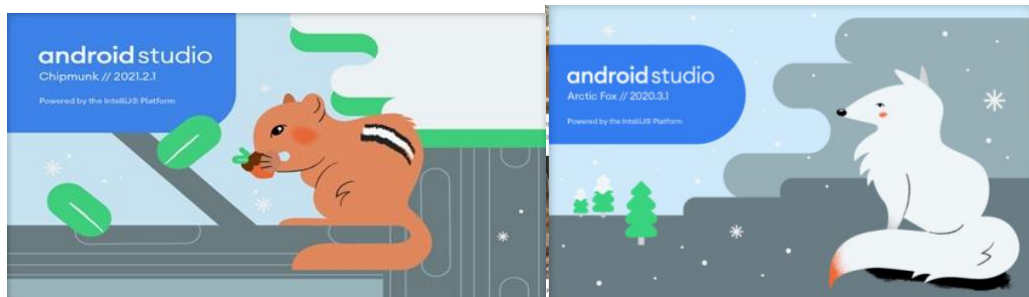 android studio
Chipmunk // 2021.2.1
Powered by the IntelliJ® Platform
android studio
Arctic Fox // 2020.3.1
Powered by the IntelliJ® Platform